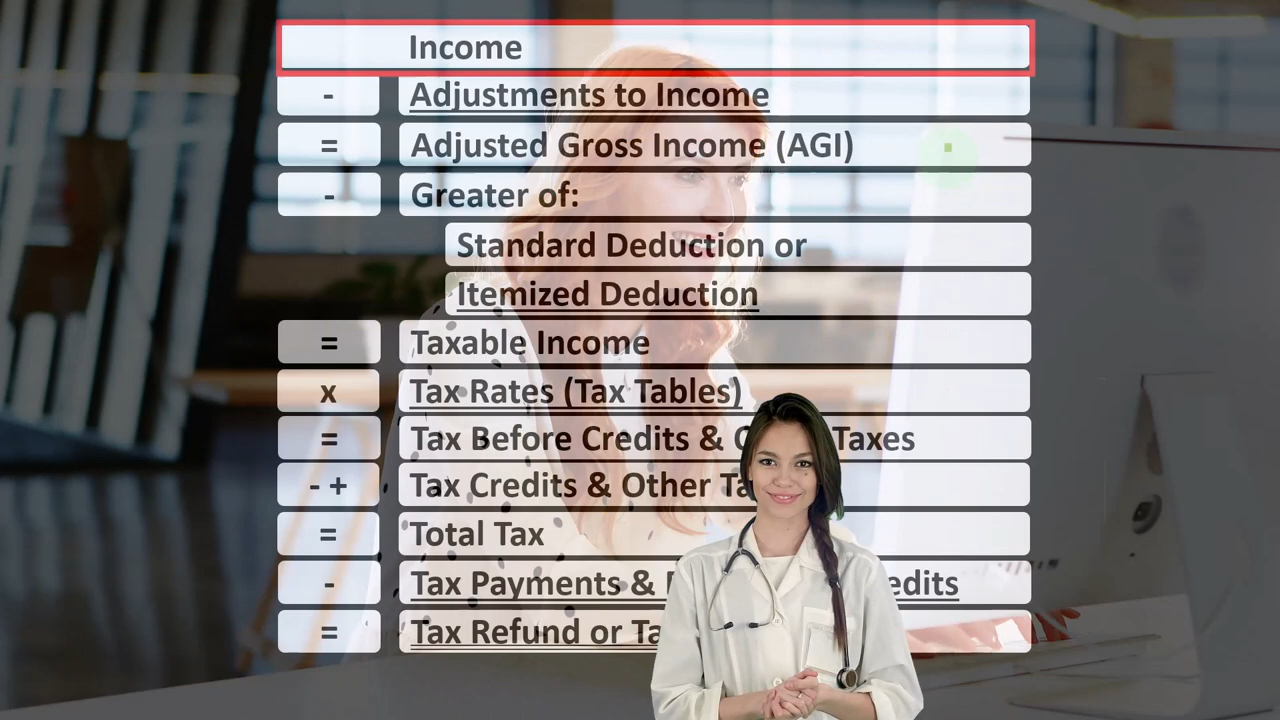 Income
- Adjustments to Income
= Adjusted Gross Income (AGI)
- Greater of:
Standard Deduction or
Itemized Deduction
= Taxable Income
x Tax Rates (Tax Tables)
= Tax Before Credits & Taxes
- + Tax Credits & Other
= Total Tax
- Tax Payments &
= Tax Refund or